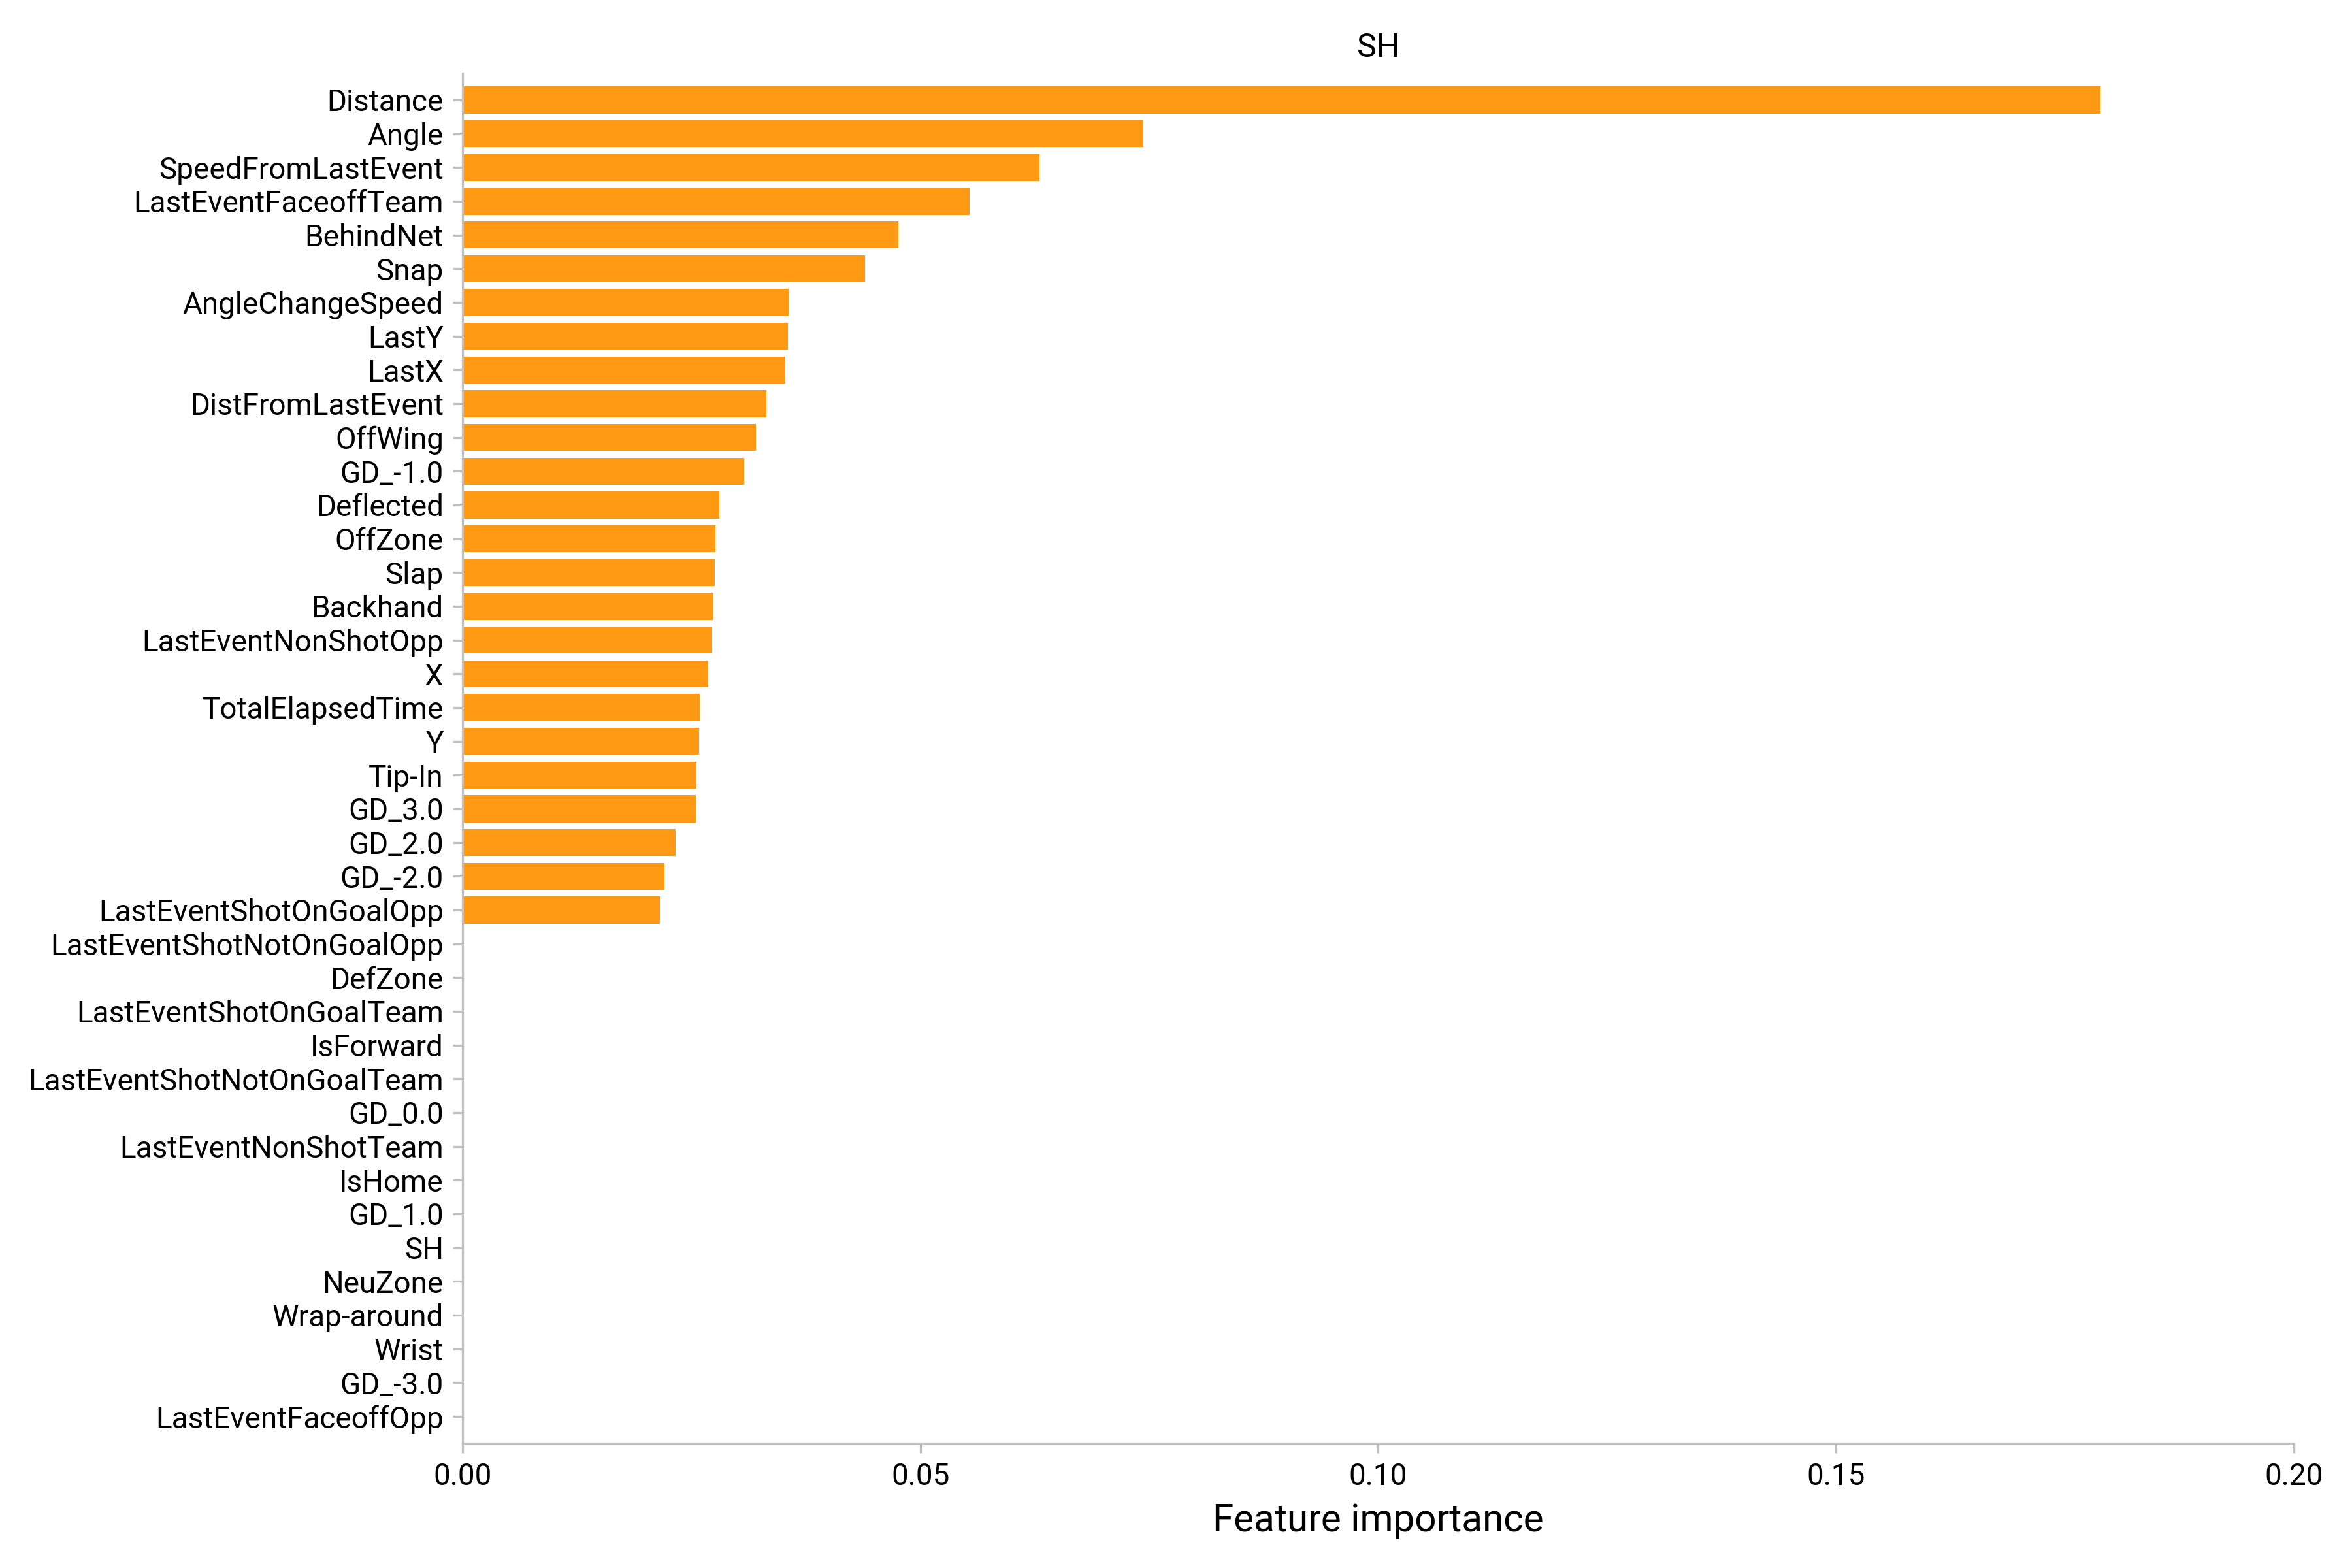 SH
Distance
Angle
SpeedFromLastEvent
LastEventFaceoffTeam
BehindNet
Snap
AngleChangeSpeed
LastY
LastX
DistFromLastEvent
OffWing
GD_-1.0
Deflected
OffZone
Slap
Backhand
LastEventNonShotOpp
X
TotalElapsedTime
Y
Tip-In
GD_3.0
GD_2.0
GD_-2.0
LastEventShotOnGoalOpp
LastEventShotNotOnGoalOpp
DefZone
LastEventShotOnGoalTeam
IsForward
LastEventShotNotOnGoalTeam
GD_0.0
LastEventNonShotTeam
IsHome
GD_1.0
SH
NeuZone
Wrap-around
Wrist
GD_-3.0
LastEventFaceoffOpp
0.00 0.05 0.10 0.15 0.20
Feature importance